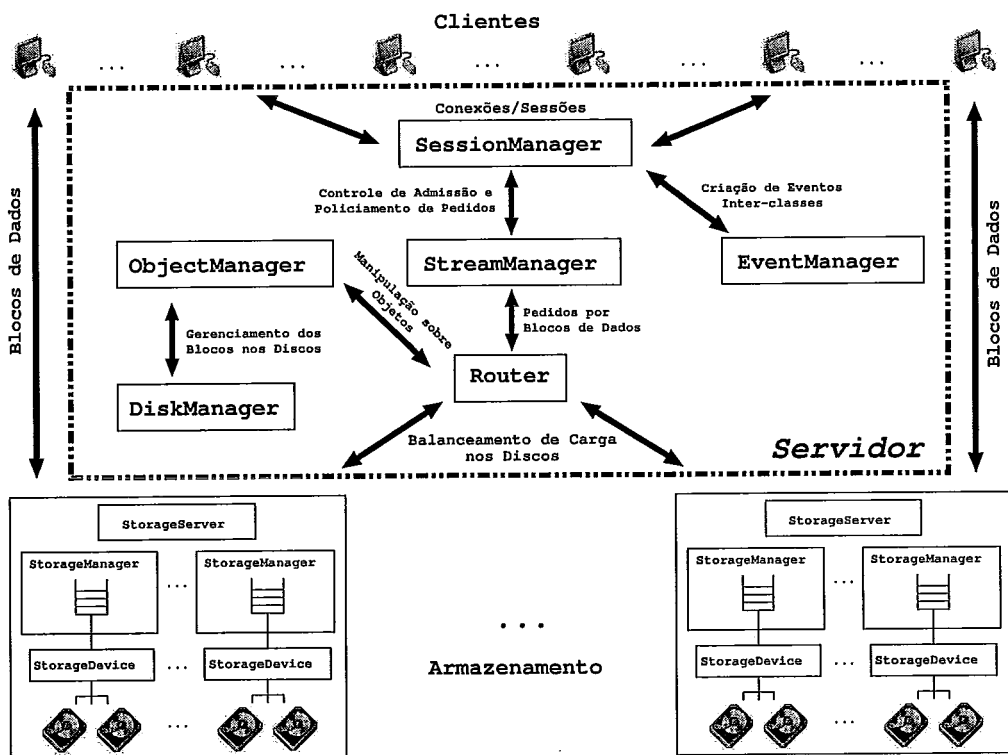 Clientes
... ... ... ... ...
Conexões/Sessões
SessionManager
Controle de Admissão e
Policiamento de Pedidos
Criação de Eventos
Inter-classes
Blocos de Dados
Blocos de Dados
ObjectManager
Manipulação sobre
Objetos
StreamManager
EventManager
Gerenciamento dos
Blocos nos Discos
Pedidos por
Blocos de Dados
DiskManager
Router
Balanceamento de Carga
nos Discos
Servidor
StorageServer
StorageManager
...
StorageManager
StorageDevice
...
StorageDevice
...
...
Armazenamento
StorageServer
StorageManager
...
StorageManager
StorageDevice
...
StorageDevice
...